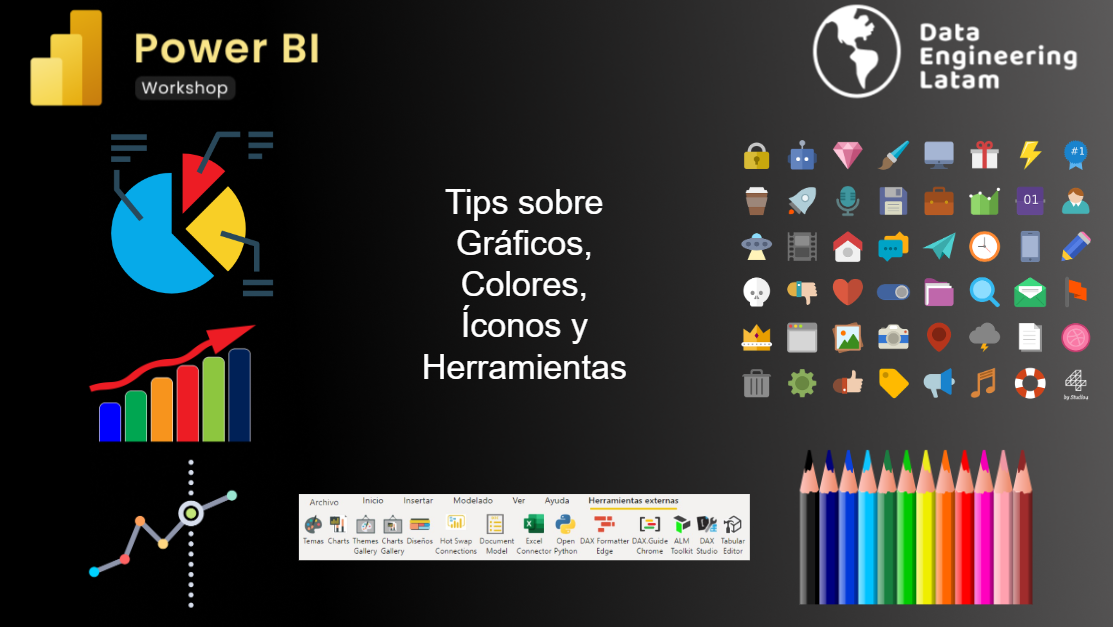 Power BI
Workshop
Data
Engineering
Latam
Tips sobre
Gráficos,
Colores,
Íconos y
Herramientas
#1
01
by Studio4
Archivo
Inicio
Insertar
Modelado
Ver
Ayuda
Herramientas externas
Temas
Charts
Themes
Gallery
Charts
Gallery
Diseños
Hot Swap
Connections
Document
Model
Excel
Connector
Open
Python
DAX Formatter
Edge
DAX.Guide
Chrome
ALM
Toolkit
DAX
Studio
Tabular
Editor